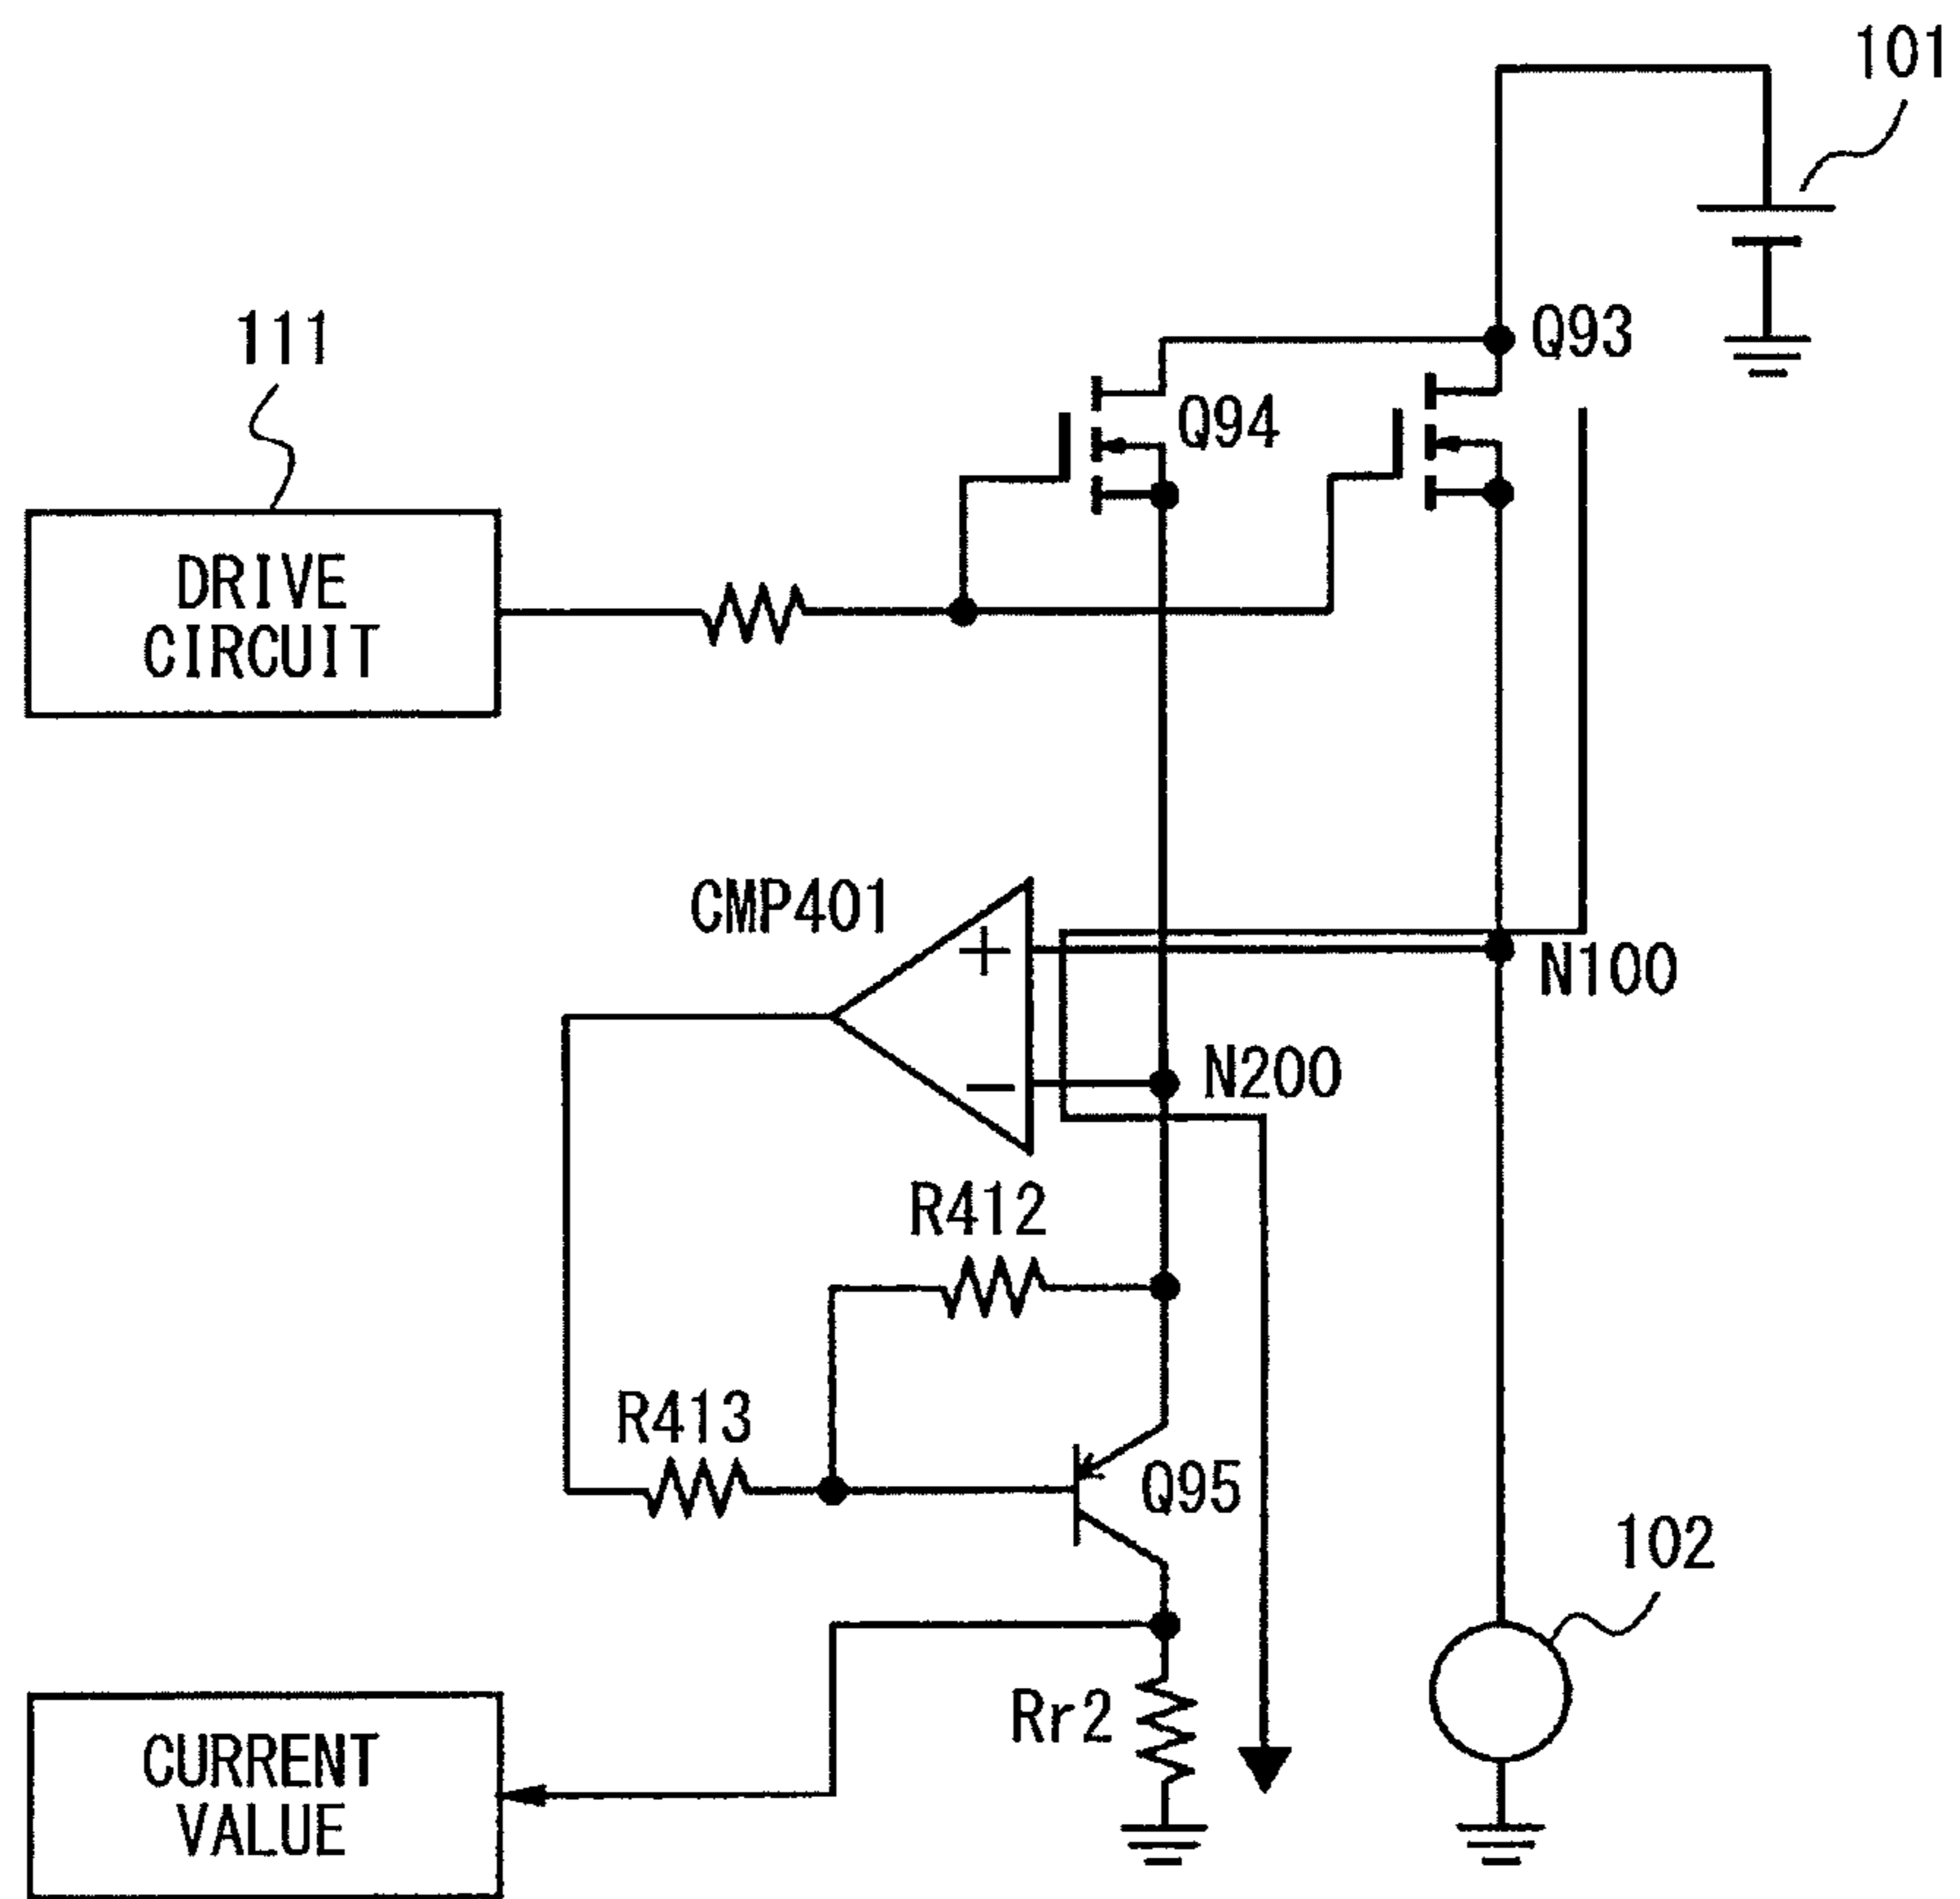 101
111
Q93
Q94
DRIVE
CIRCUIT
CMP401
+
N100
−
N200
R412
R413
Q95
102
Rr2
CURRENT
VALUE